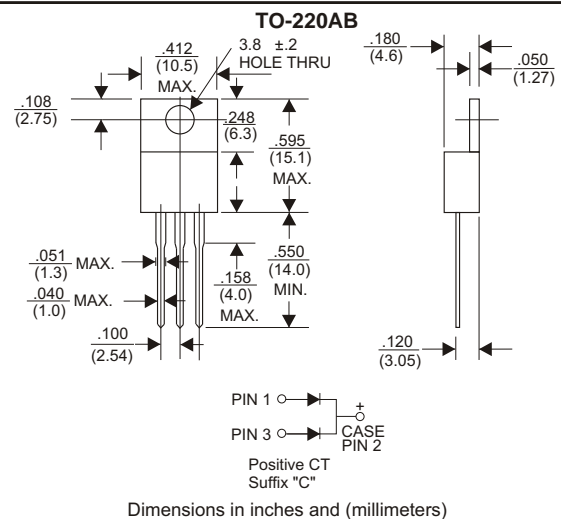 TO-220AB
.412
(10.5)
MAX.
3.8 ±.2
HOLE THRU
.180
(4.6)
.050
(1.27)
.108
(2.75)
.248
(6.3)
.595
(15.1)
MAX.
.051
(1.3) MAX.
.040
(1.0) MAX.
.158
(4.0)
MAX.
.550
(14.0)
MIN.
.100
(2.54)
.120
(3.05)
PIN 1
+
PIN 3
CASE
PIN 2
Positive CT
Suffix "C"
Dimensions in inches and (millimeters)